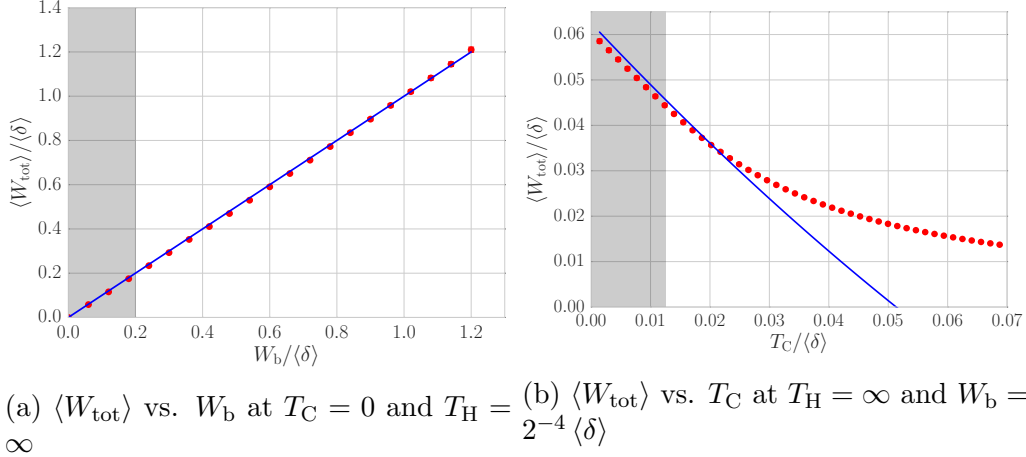 1.4
1.2
1.0
0.8
0.6
0.4
0.2
0.0
⟨W_tot⟩/⟨δ⟩
0.0 0.2 0.4 0.6 0.8 1.0 1.2
W_b/⟨δ⟩
0.06
0.05
0.04
0.03
0.02
0.01
0.00
⟨W_tot⟩/⟨δ⟩
0.00 0.01 0.02 0.03 0.04 0.05 0.06 0.07
T_C/⟨δ⟩
(a) ⟨W_tot⟩ vs. W_b at T_C = 0 and T_H =
∞
(b) ⟨W_tot⟩ vs. T_C at T_H = ∞ and W_b =
2^{-4} ⟨δ⟩